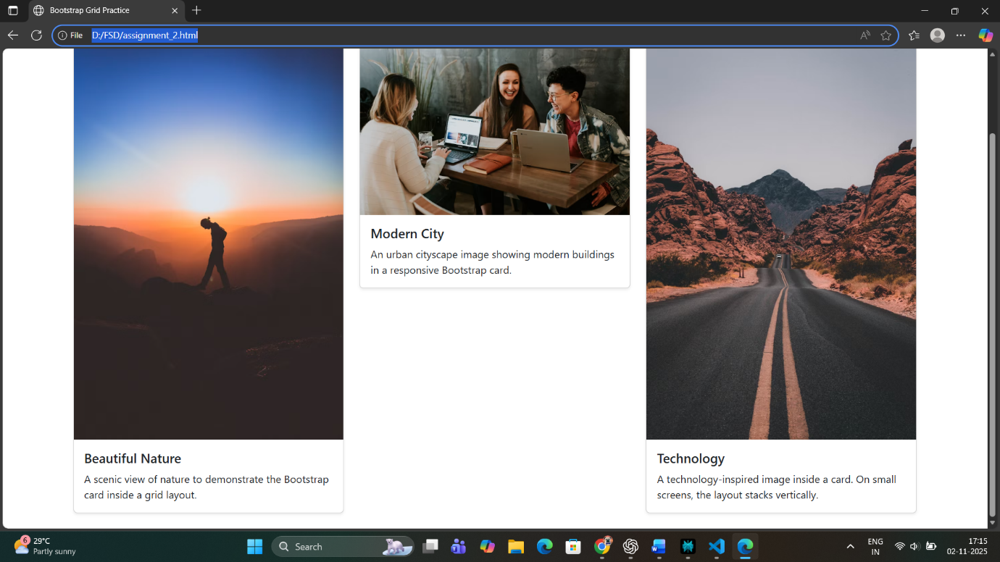 Bootstrap Grid Practice
File
D:/FSD/assignment_2.html
Modern City
An urban cityscape image showing modern buildings
in a responsive Bootstrap card.
Beautiful Nature
A scenic view of nature to demonstrate the Bootstrap
card inside a grid layout.
Technology
A technology-inspired image inside a card. On small
screens, the layout stacks vertically.
6
29°C
Partly sunny
Search
ENG
IN
17:15
02-11-2025